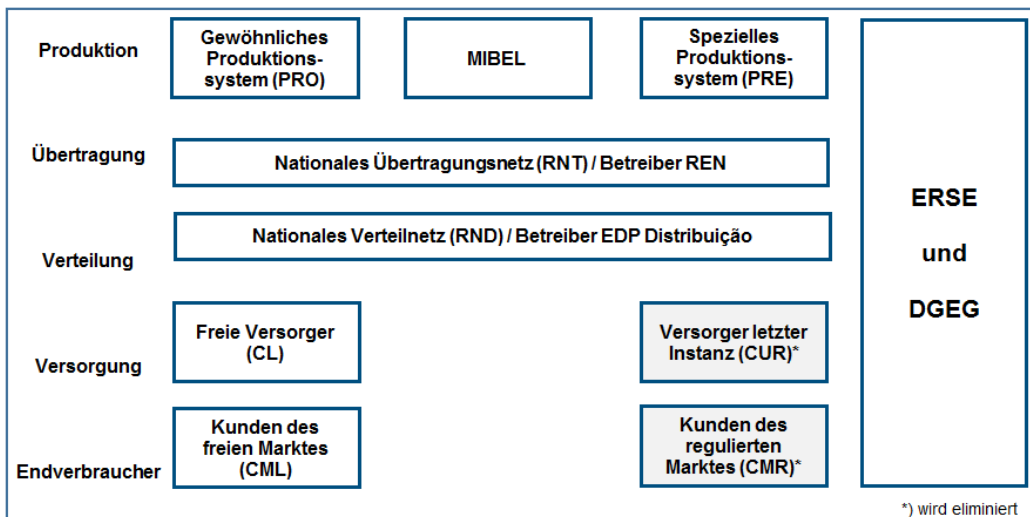 Produktion
Gewöhnliches
Produktions-
system (PRO)
MIBEL
Spezielles
Produktions-
system (PRE)
Übertragung
Nationales Übertragungsnetz (RNT) / Betreiber REN
Verteilung
Nationales Verteilnetz (RND) / Betreiber EDP Distribuição
Versorgung
Freie Versorger
(CL)
Versorger letzter
Instanz (CUR)*
Endverbraucher
Kunden des
freien Marktes
(CML)
Kunden des
regulierten
Marktes (CMR)*
ERSE
und
DGEG
*) wird eliminiert